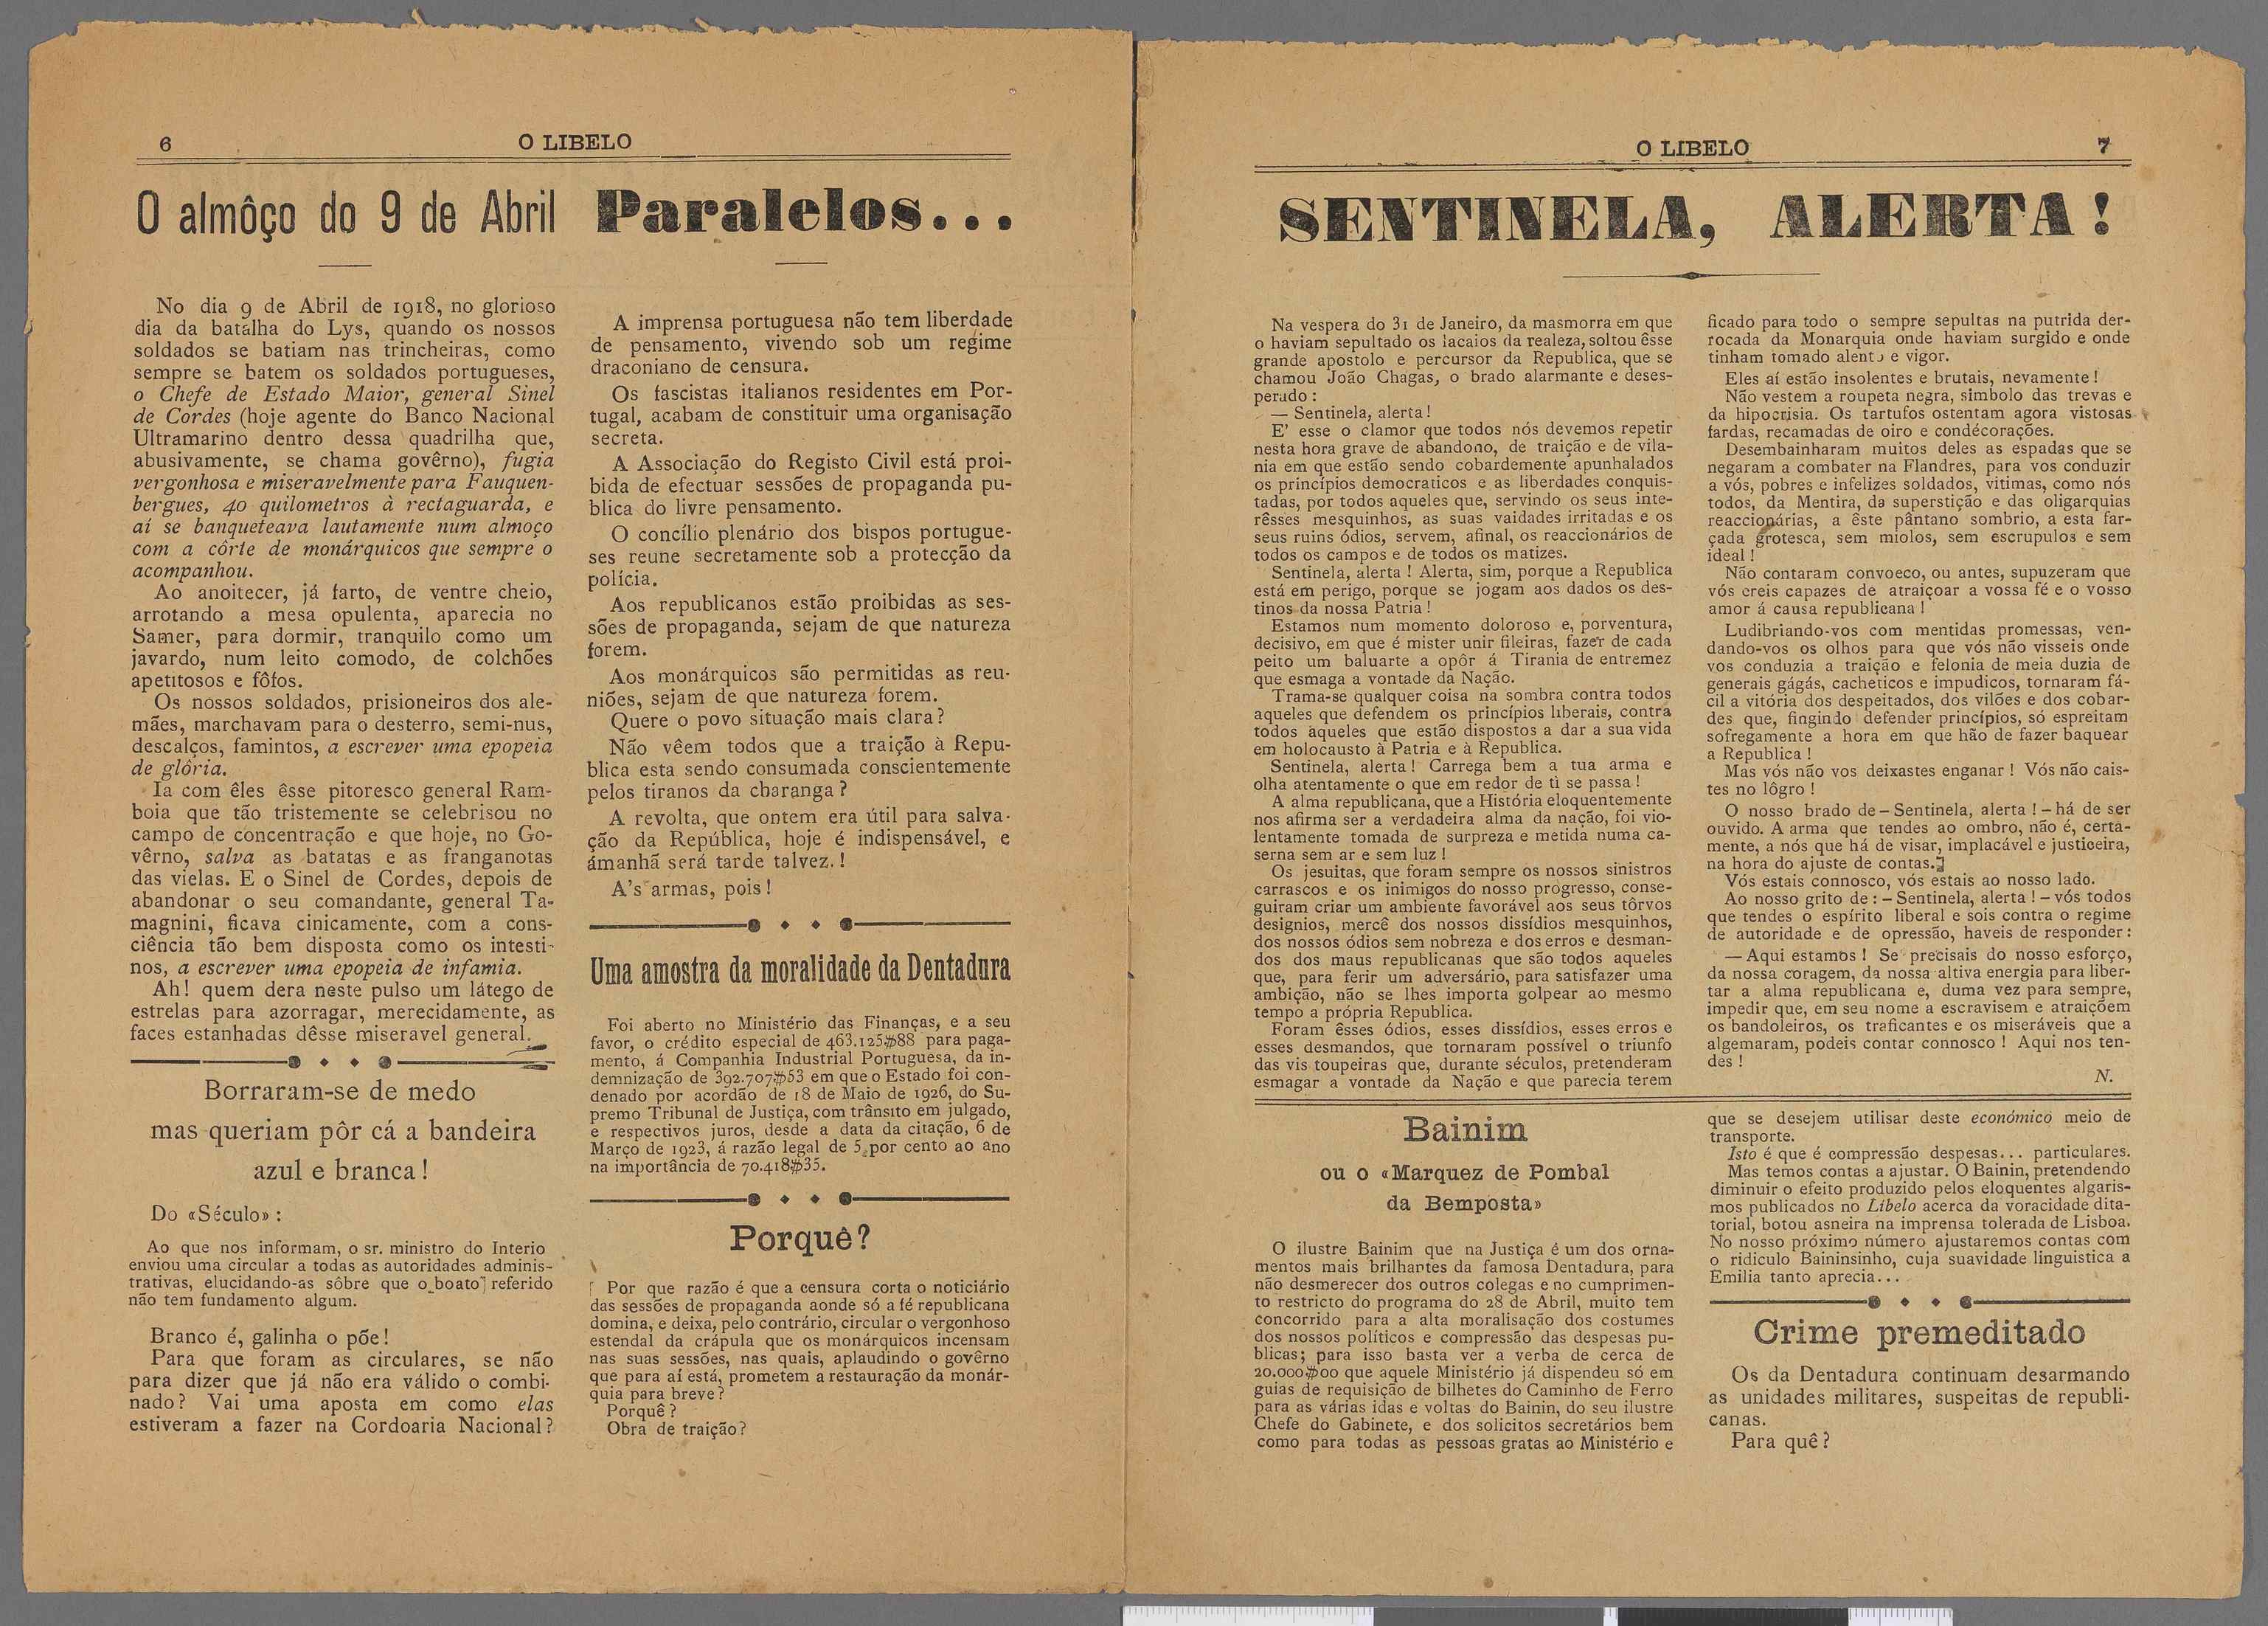 6
O LIBELO
O almôço do 9 de Abril
No dia 9 de Abril de 1918, no glorioso
dia da batalha do Lys, quando os nossos
soldados se batiam nas trincheiras, como
sempre se batem os soldados portugueses,
o Chefe de Estado Maior, general Sinel
de Cordes (hoje agente do Banco Nacional
Ultramarino dentro dessa quadrilha que,
abusivamente, se chama govêrno), fugia
vergonhosa e miseravelmente para Fauquen-
bergues, 40 quilometros à rectaguarda, e
aí se banqueteava lautamente num almoço
com a côrte de monárquicos que sempre o
acompanhou.
Ao anoitecer, já farto, de ventre cheio,
arrotando a mesa opulenta, aparecia no
Samer, para dormir, tranquilo como um
javardo, num leito comodo, de colchões
apetitosos e fôfos.
Os nossos soldados, prisioneiros dos ale-
mães, marchavam para o desterro, semi-nus,
descalços, famintos, a escrever uma epopeia
de glôria.
Ia com êles êsse pitoresco general Ram-
boia que tão tristemente se celebrisou no
campo de concentração e que hoje, no Go-
vêrno, salva as batatas e as franganotas
das vielas. E o Sinel de Cordes, depois de
abandonar o seu comandante, general Ta-
magnini, ficava cinicamente, com a cons-
ciência tão bem disposta como os intesti-
nos, a escrever uma epopeia de infamia.
Ah! quem dera neste pulso um látego de
estrelas para azorragar, merecidamente, as
faces estanhadas dêsse miseravel general.
Borraram-se de medo
mas queriam pôr cá a bandeira
azul e branca!
Do «Século»:
Ao que nos informam, o sr. ministro do Interio
enviou uma circular a todas as autoridades adminis-
trativas, elucidando-as sôbre que o boato] referido
não tem fundamento algum.
Branco é, galinha o põe!
Para que foram as circulares, se não
para dizer que já não era válido o combi-
nado? Vai uma aposta em como elas
estiveram a fazer na Cordoaria Nacional?
Paralelos...
A imprensa portuguesa não tem liberdade
de pensamento, vivendo sob um regime
draconiano de censura.
Os fascistas italianos residentes em Por-
tugal, acabam de constituir uma organisação
secreta.
A Associação do Registo Civil está proi-
bida de efectuar sessões de propaganda pu-
blica do livre pensamento.
O concílio plenário dos bispos portugue-
ses reune secretamente sob a protecção da
polícia.
Aos republicanos estão proibidas as ses-
sões de propaganda, sejam de que natureza
forem.
Aos monárquicos são permitidas as reu-
niões, sejam de que natureza forem.
Quere o povo situação mais clara?
Não vêem todos que a traição à Repu-
blica esta sendo consumada conscientemente
pelos tiranos da charanga?
A revolta, que ontem era útil para salva-
ção da República, hoje é indispensável, e
ámanhã será tarde talvez.!
A's armas, pois!
Uma amostra da moralidade da Dentadura
Foi aberto no Ministério das Finanças, e a seu
favor, o crédito especial de 463.125$88 para paga-
mento, á Companhia Industrial Portuguesa, da in-
demnização de 392.707$53 em que o Estado foi con-
denado por acordão de 18 de Maio de 1926, do Su-
premo Tribunal de Justiça, com trânsito em julgado,
e respectivos juros, desde a data da citação, 6 de
Março de 1923, á razão legal de 5 por cento ao ano
na importância de 70.418$35.
Porquê?
Por que razão é que a censura corta o noticiário
das sessões de propaganda aonde só a fé republicana
domina, e deixa, pelo contrário, circular o vergonhoso
estendal da crápula que os monárquicos incensam
nas suas sessões, nas quais, aplaudindo o govêrno
que para aí está, prometem a restauração da monár-
quia para breve?
Porquê?
Obra de traição?
O LIBELO
7
SENTINELA, ALERTA!
Na vespera do 31 de Janeiro, da masmorra em que
o haviam sepultado os lacaios da realeza, soltou êsse
grande apostolo e percursor da Republica, que se
chamou João Chagas, o brado alarmante e deses-
perado:
— Sentinela, alerta!
E' esse o clamor que todos nós devemos repetir
nesta hora grave de abandono, de traição e de vila-
nia em que estão sendo cobardemente apunhalados
os princípios democraticos e as liberdades conquis-
tadas, por todos aqueles que, servindo os seus inte-
rêsses mesquinhos, as suas vaidades irritadas e os
seus ruins ódios, servem, afinal, os reaccionários de
todos os campos e de todos os matizes.
Sentinela, alerta! Alerta, sim, porque a Republica
está em perigo, porque se jogam aos dados os des-
tinos da nossa Patria!
Estamos num momento doloroso e, porventura,
decisivo, em que é mister unir fileiras, fazer de cada
peito um baluarte a opôr á Tirania de entremez
que esmaga a vontade da Nação.
Trama-se qualquer coisa na sombra contra todos
aqueles que defendem os princípios liberais, contra
todos aqueles que estão dispostos a dar a sua vida
em holocausto à Patria e à Republica.
Sentinela, alerta! Carrega bem a tua arma e
olha atentamente o que em redor de ti se passa!
A alma republicana, que a História eloquentemente
nos afirma ser a verdadeira alma da nação, foi vio-
lentamente tomada de surpreza e metida numa ca-
serna sem ar e sem luz!
Os jesuitas, que foram sempre os nossos sinistros
carrascos e os inimigos do nosso progresso, conse-
guiram criar um ambiente favorável aos seus tôrvos
designios, mercê dos nossos dissídios mesquinhos,
dos nossos ódios sem nobreza e dos erros e desman-
dos dos maus republicanas que são todos aqueles
que, para ferir um adversário, para satisfazer uma
ambição, não se lhes importa golpear ao mesmo
tempo a própria Republica.
Foram êsses ódios, esses dissídios, esses erros e
esses desmandos, que tornaram possível o triunfo
das vis toupeiras que, durante séculos, pretenderam
esmagar a vontade da Nação e que parecia terem
ficado para todo o sempre sepultas na putrida der-
rocada da Monarquia onde haviam surgido e onde
tinham tomado alento e vigor.
Eles aí estão insolentes e brutais, nevamente!
Não vestem a roupeta negra, simbolo das trevas e
da hipocrisia. Os tartufos ostentam agora vistosas
fardas, recamadas de oiro e condécorações.
Desembainharam muitos deles as espadas que se
negaram a combater na Flandres, para vos conduzir
a vós, pobres e infelizes soldados, vitimas, como nós
todos, da Mentira, da superstição e das oligarquias
reaccionárias, a êste pântano sombrio, a esta far-
çada grotesca, sem miolos, sem escrupulos e sem
ideal!
Não contaram convoeco, ou antes, supuzeram que
vós ereis capazes de atraiçoar a vossa fé e o vosso
amor á causa republicana!
Ludibriando-vos com mentidas promessas, ven-
dando-vos os olhos para que vós não visseis onde
vos conduzia a traição e felonia de meia duzia de
generais gágás, cacheticos e impudicos, tornaram fá-
cil a vitória dos despeitados, dos vilões e dos cobar-
des que, fingindo defender princípios, só espreitam
sofregamente a hora em que hão de fazer baquear
a Republica!
Mas vós não vos deixastes enganar! Vós não cais-
tes no lôgro!
O nosso brado de – Sentinela, alerta! – há de ser
ouvido. A arma que tendes ao ombro, não é, certa-
mente, a nós que há de visar, implacável e justiceira,
na hora do ajuste de contas.]
Vós estais connosco, vós estais ao nosso lado.
Ao nosso grito de: – Sentinela, alerta! – vós todos
que tendes o espírito liberal e sois contra o regime
de autoridade e de opressão, haveis de responder:
— Aqui estamos! Se precisais do nosso esforço,
da nossa coragem, da nossa altiva energia para liber-
tar a alma republicana e, duma vez para sempre,
impedir que, em seu nome a escravisem e atraiçõem
os bandoleiros, os traficantes e os miseráveis que a
algemaram, podeis contar connosco! Aqui nos ten-
des!
N.
Bainim
ou o «Marquez de Pombal
da Bemposta»
O ilustre Bainim que na Justiça é um dos orna-
mentos mais brilhantes da famosa Dentadura, para
não desmerecer dos outros colegas e no cumprimen-
to restricto do programa do 28 de Abril, muito tem
concorrido para a alta moralisação dos costumes
dos nossos políticos e compressão das despesas pu-
blicas; para isso basta ver a verba de cerca de
20.000$00 que aquele Ministério já dispendeu só em
guias de requisição de bilhetes do Caminho de Ferro
para as várias idas e voltas do Bainin, do seu ilustre
Chefe do Gabinete, e dos solicitos secretários bem
como para todas as pessoas gratas ao Ministério e
que se desejem utilisar deste económico meio de
transporte.
Isto é que é compressão despesas... particulares.
Mas temos contas a ajustar. O Bainin, pretendendo
diminuir o efeito produzido pelos eloquentes algaris-
mos publicados no Libelo acerca da voracidade dita-
torial, botou asneira na imprensa tolerada de Lisboa.
No nosso próximo número ajustaremos contas com
o ridiculo Baininsinho, cuja suavidade linguistica a
Emilia tanto aprecia...
Crime premeditado
Os da Dentadura continuam desarmando
as unidades militares, suspeitas de republi-
canas.
Para quê?